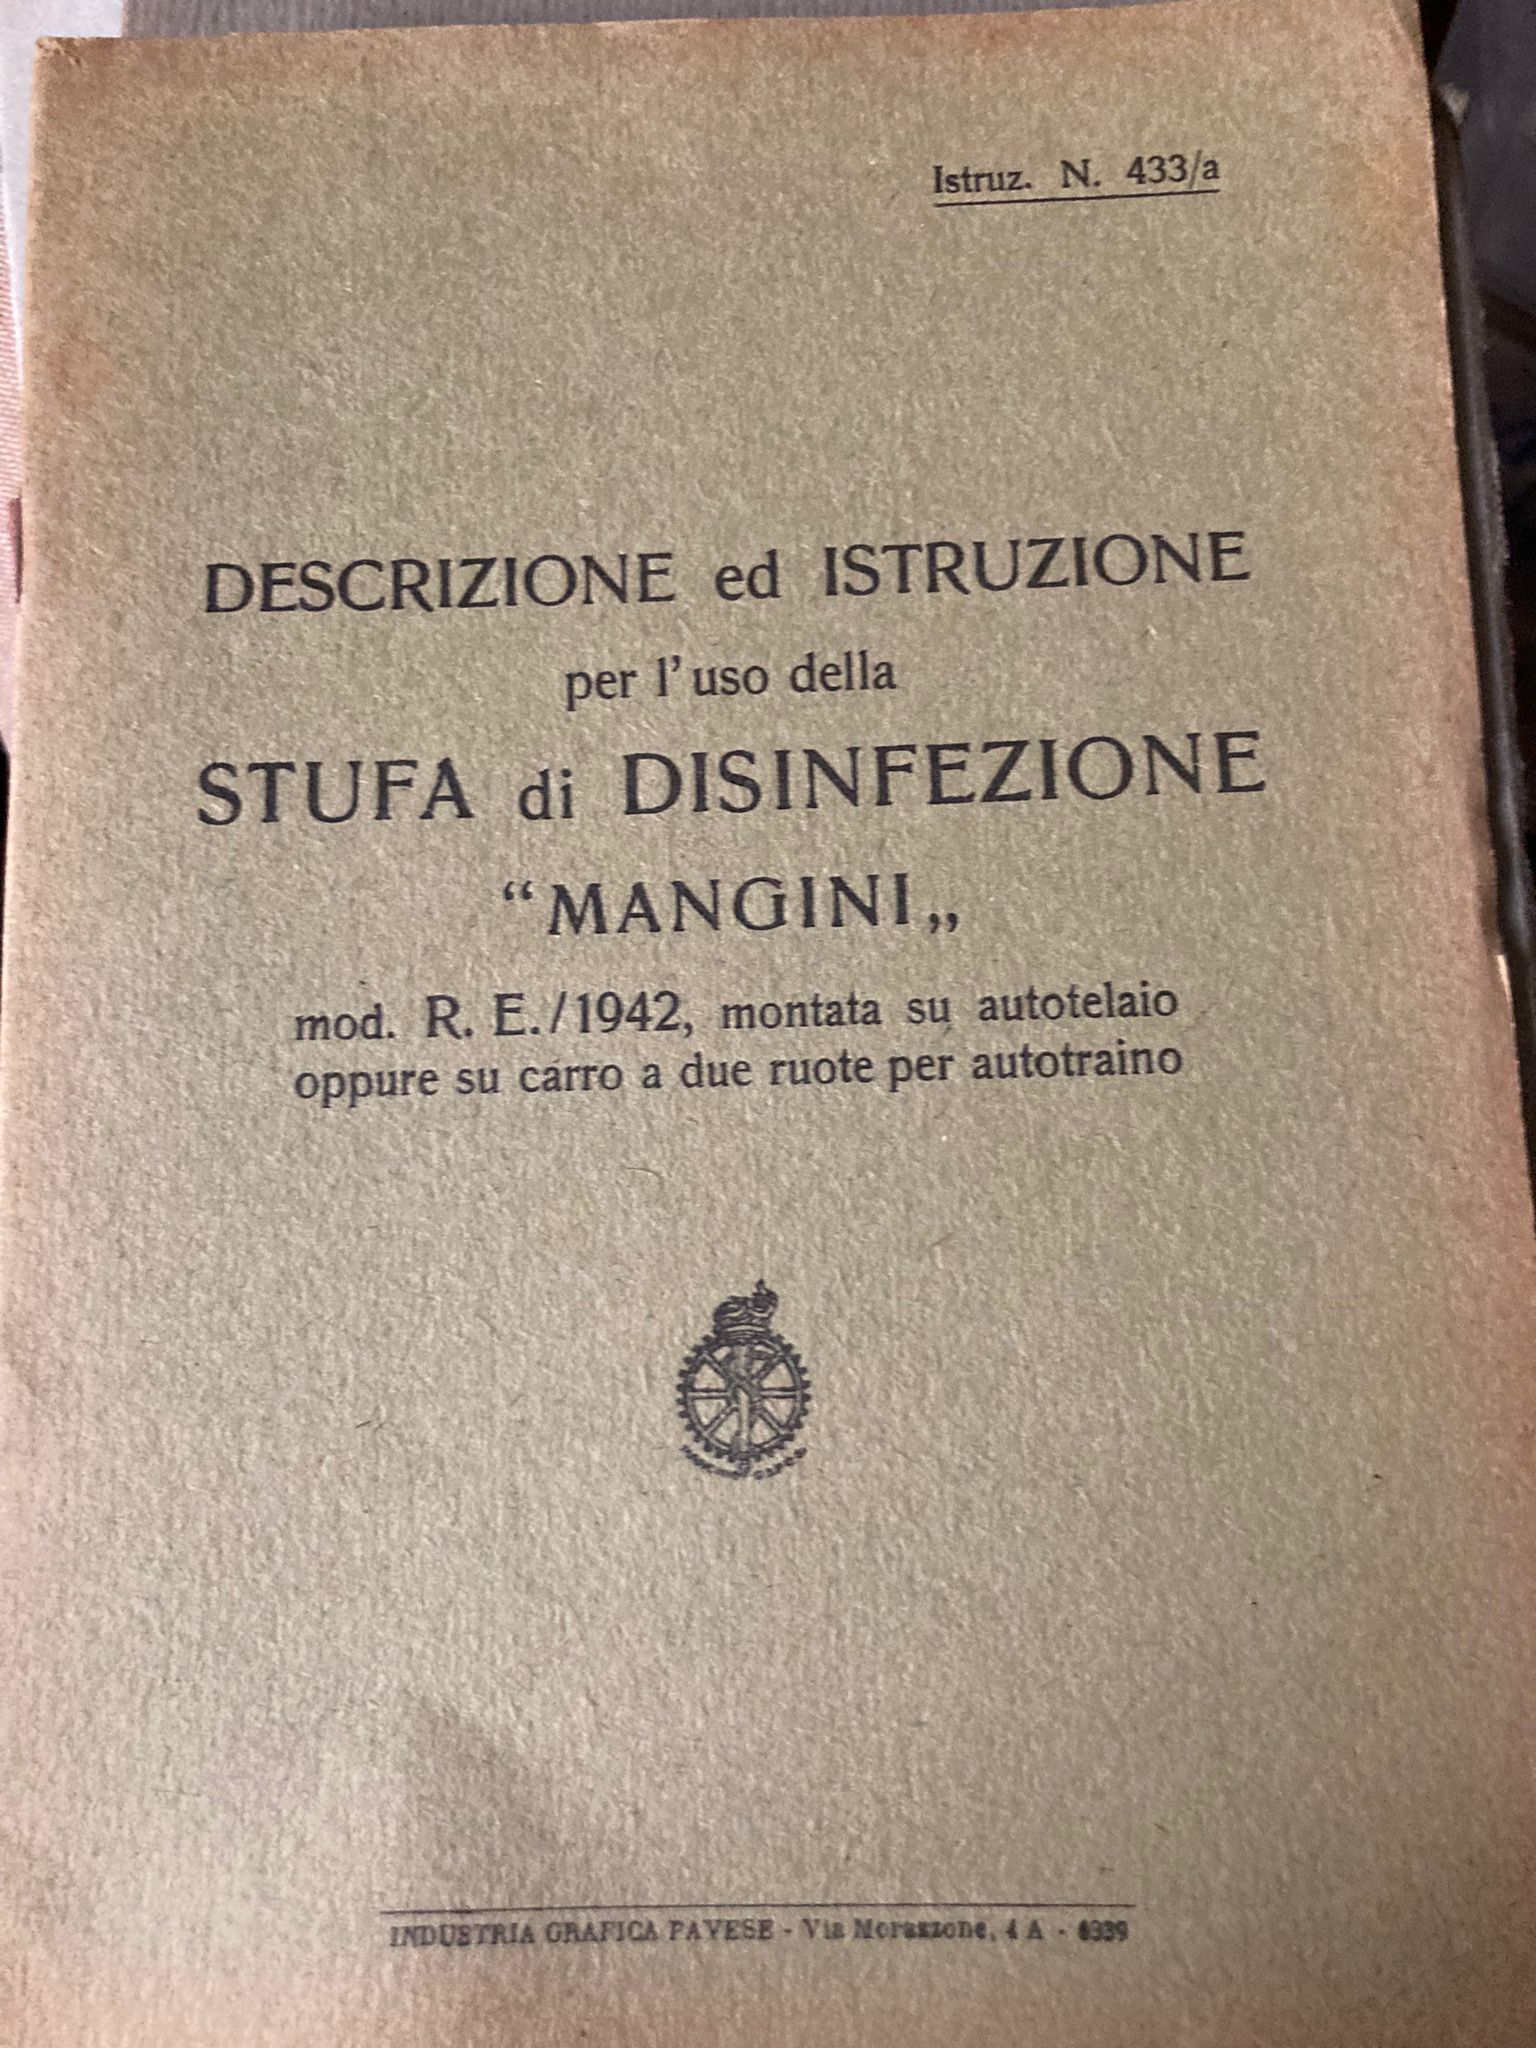 Istruz. N. 433/a
DESCRIZIONE ed ISTRUZIONE
per l'uso della
STUFA di DISINFEZIONE
“MANGINI„
mod. R. E./1942, montata su autotelaio
oppure su carro a due ruote per autotraino
INDUSTRIA GRAFICA PAVESE - Via Morazzone, 4 A -